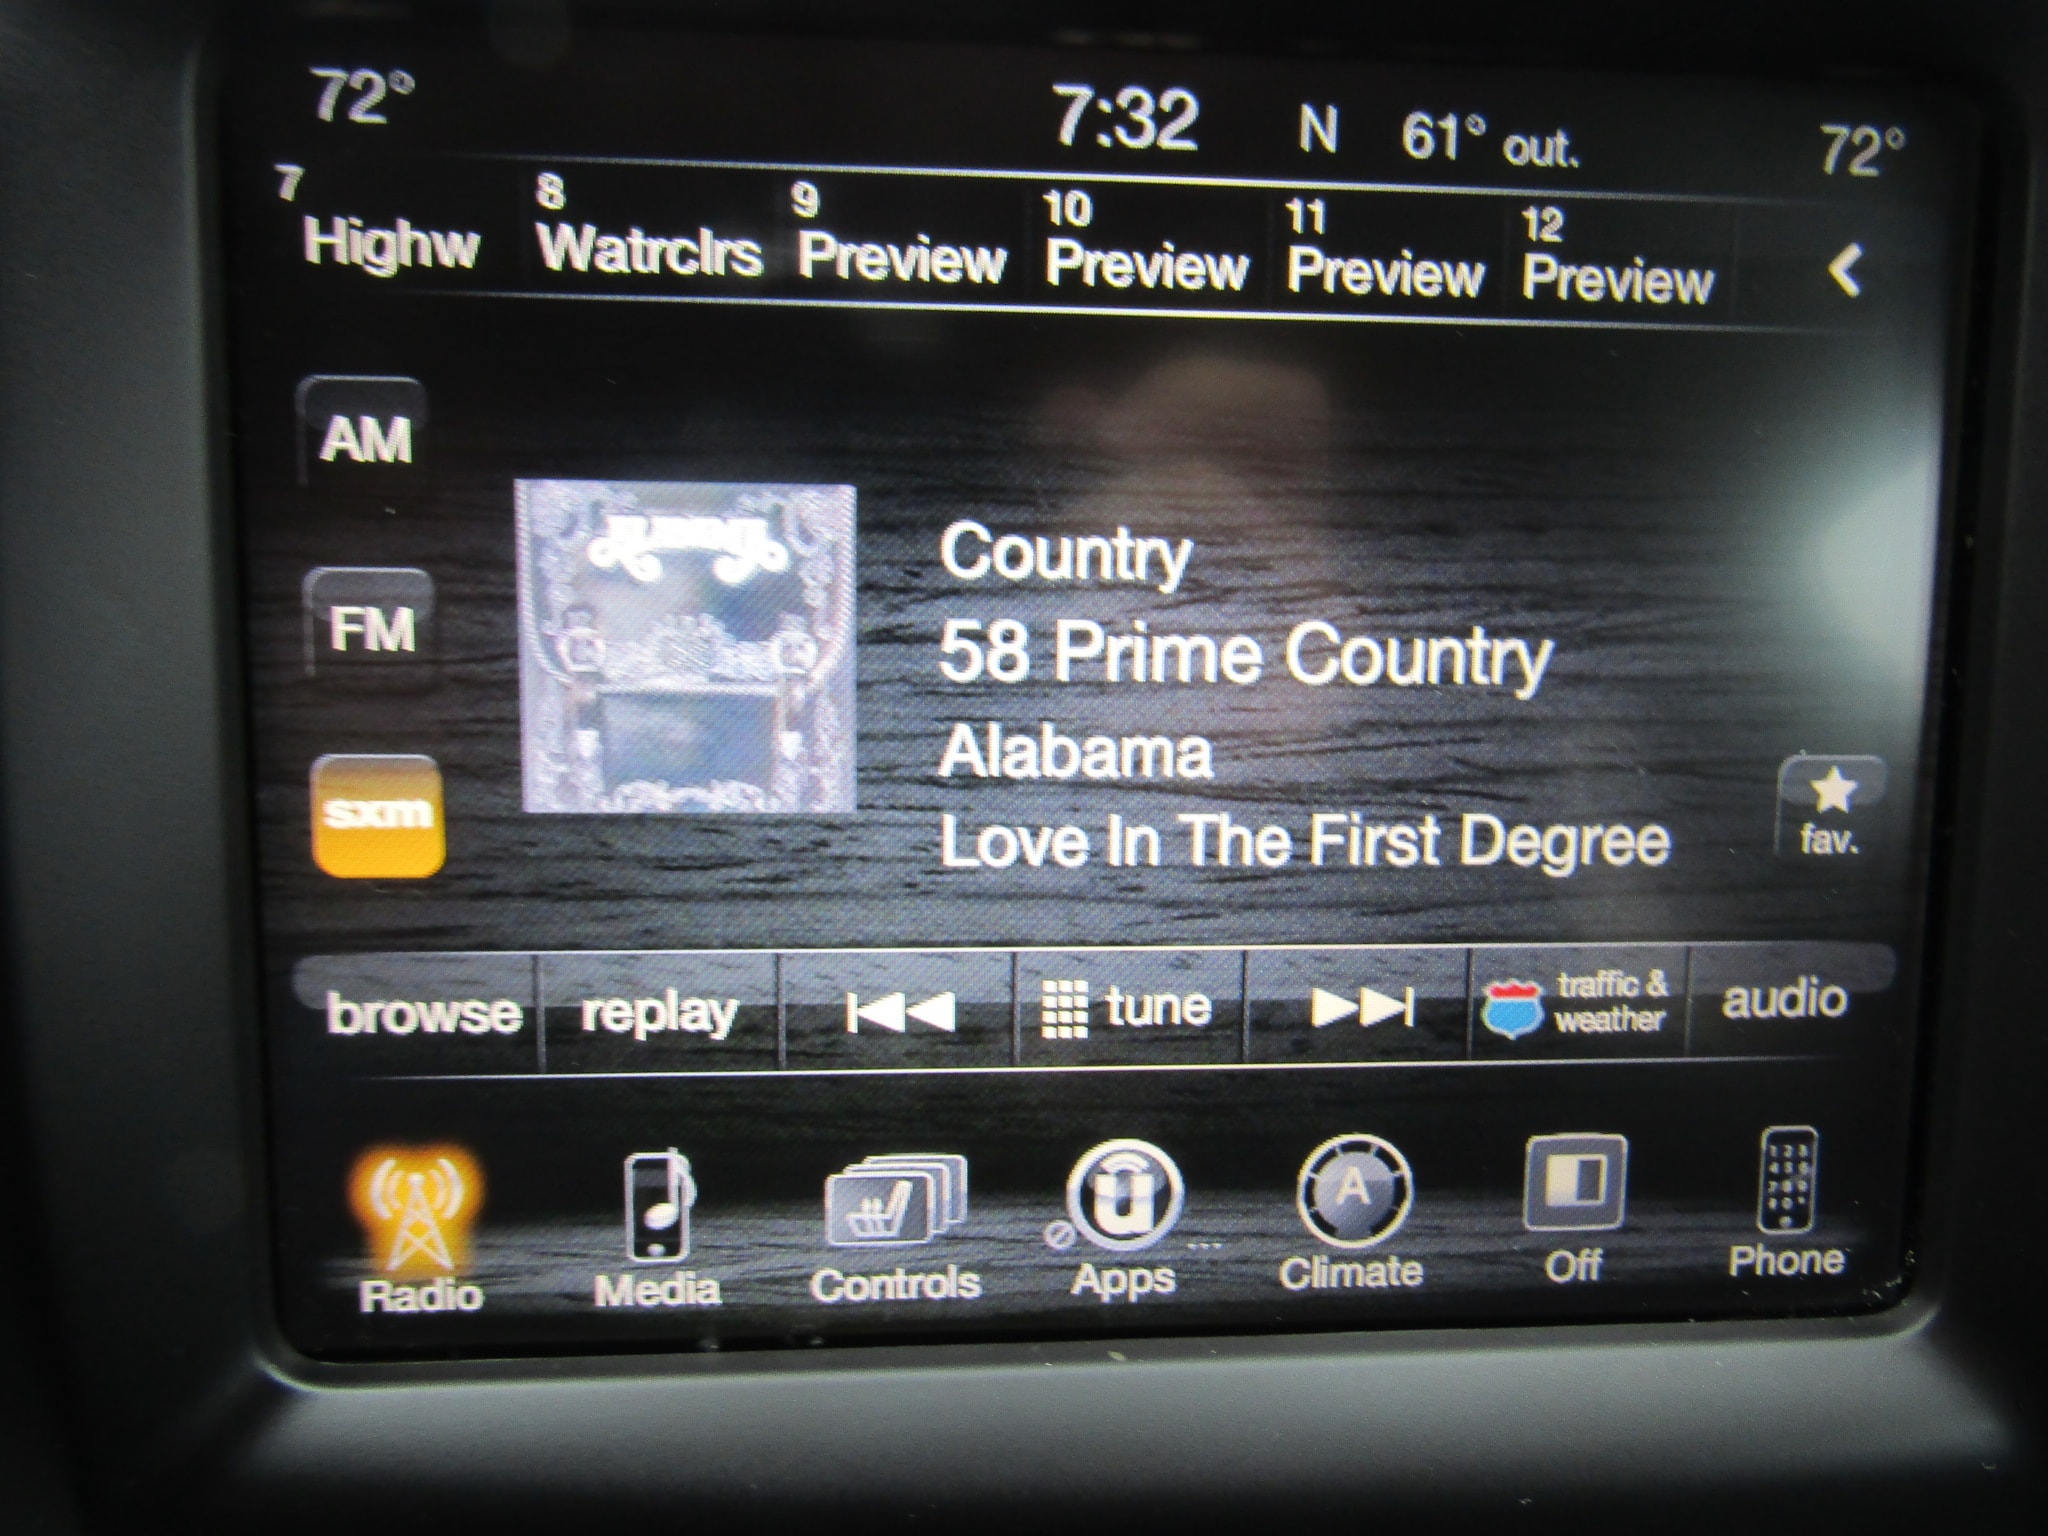 72° 7:32 N 61° out. 72°
7 8 9 10 11 12
Highw Watrclrs Preview Preview Preview Preview
AM
FM
sxm
Country
58 Prime Country
Alabama
Love In The First Degree
fav.
browse replay tune traffic & weather audio
A
Radio Media Controls Apps Climate Off Phone